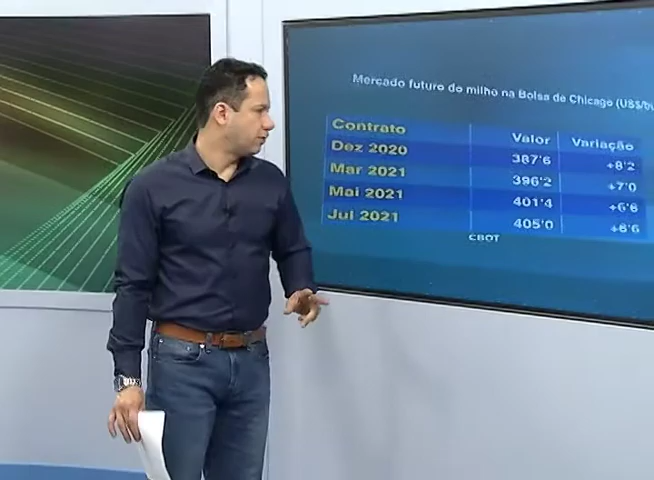 Mercado futuro do milho na Bolsa de Chicago (US$/bu
Contrato Valor Variação
Dez 2020 387'6 +8'2
Mar 2021 396'2 +7'0
Mai 2021 401'4 +6'6
Jul 2021 405'0 +6'6
CBOT